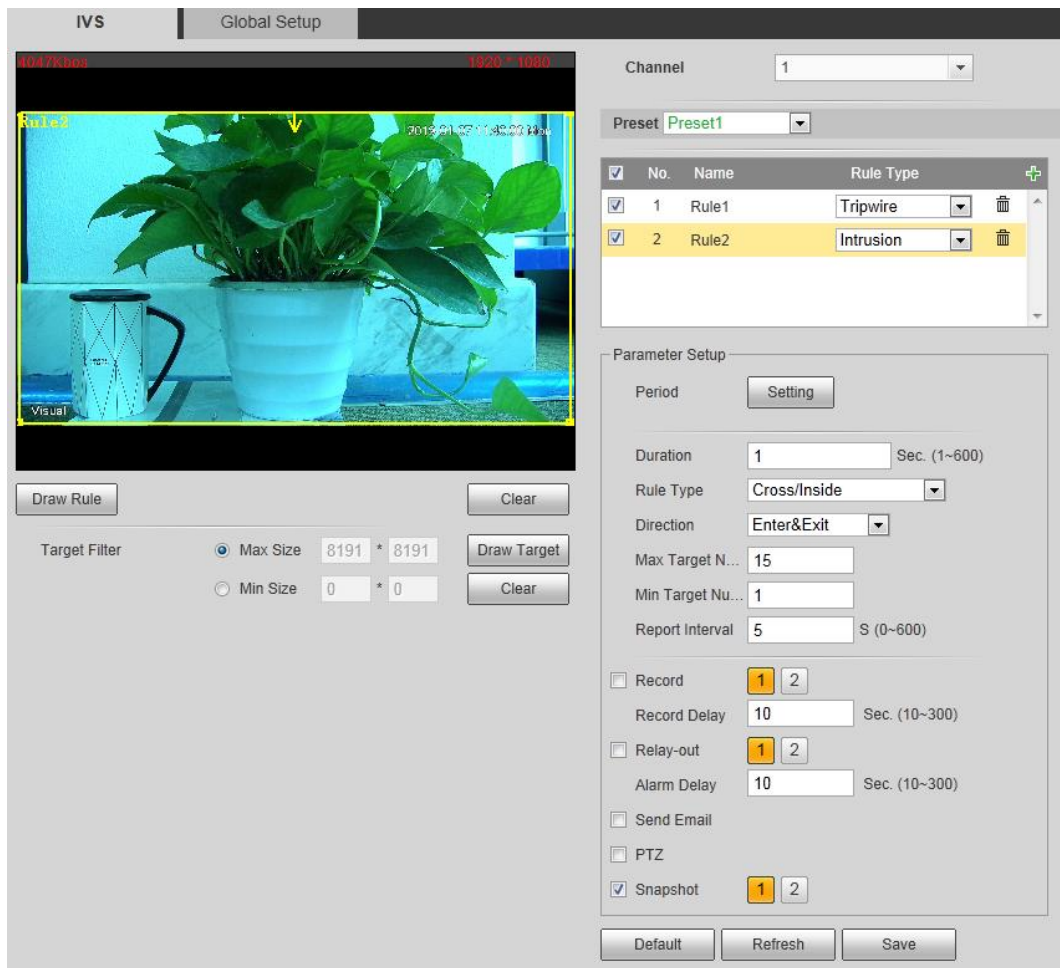 IVS
Global Setup
4047Kbps
1920 * 1080
Rule2
Visual
Draw Rule
Clear
Target Filter
Max Size 8191 * 8191
Draw Target
Min Size 0 * 0
Clear
Channel 1
Preset Preset1
No. Name Rule Type
1 Rule1 Tripwire
2 Rule2 Intrusion
Parameter Setup
Period Setting
Duration 1 Sec. (1~600)
Rule Type Cross/Inside
Direction Enter&Exit
Max Target N... 15
Min Target Nu... 1
Report Interval 5 S (0~600)
Record 1 2
Record Delay 10 Sec. (10~300)
Relay-out 1 2
Alarm Delay 10 Sec. (10~300)
Send Email
PTZ
Snapshot 1 2
Default Refresh Save